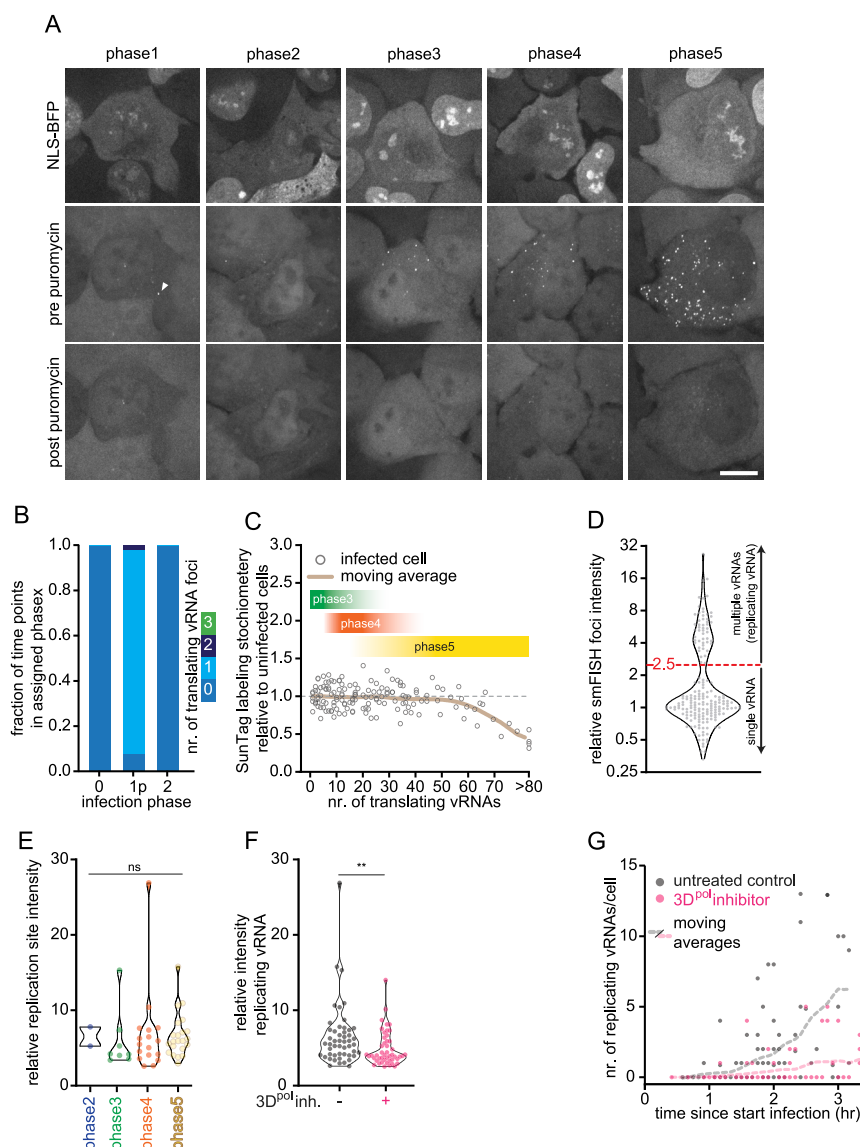 A
phase1 phase2 phase3 phase4 phase5
NLS-BFP
pre puromycin
post puromycin
B
fraction of time points
in assigned phasex
1.0
0.8
0.6
0.4
0.2
0.0
0 1p 2
infection phase
nr. of translating vRNA foci
3
2
1
0
C
SunTag labeling stochiometery
relative to uninfected cells
3.0
2.5
2.0
1.5
1.0
0.5
0.0
infected cell
moving average
phase3
phase4
phase5
0 10 20 30 40 50 60 70 >80
nr. of translating vRNAs
D
relative smFISH foci intensity
32
16
8
4
2
1
0.5
0.25
2.5
multiple vRNAs
(replicating vRNA)
single vRNA
E
relative replication site intensity
30
20
10
0
ns
phase2
phase3
phase4
phase5
F
relative intensity
replicating vRNA
30
20
10
0
**
3Dpol inh. - +
G
nr. of replicating vRNAs/cell
15
10
5
0
untreated control
3Dpol inhibitor
moving
averages
1 2 3
time since start infection (hr)